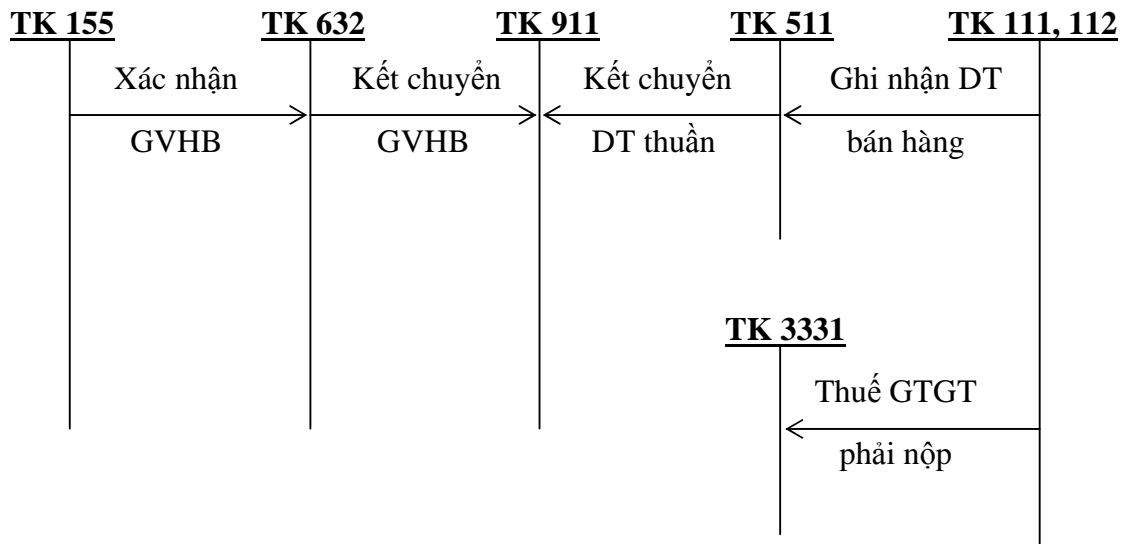 TK 155 TK 632 TK 911 TK 511 TK 111, 112
Xác nhận Kết chuyển Kết chuyển Ghi nhận DT
GVHB GVHB DT thuần bán hàng
TK 3331
Thuế GTGT
phải nộp